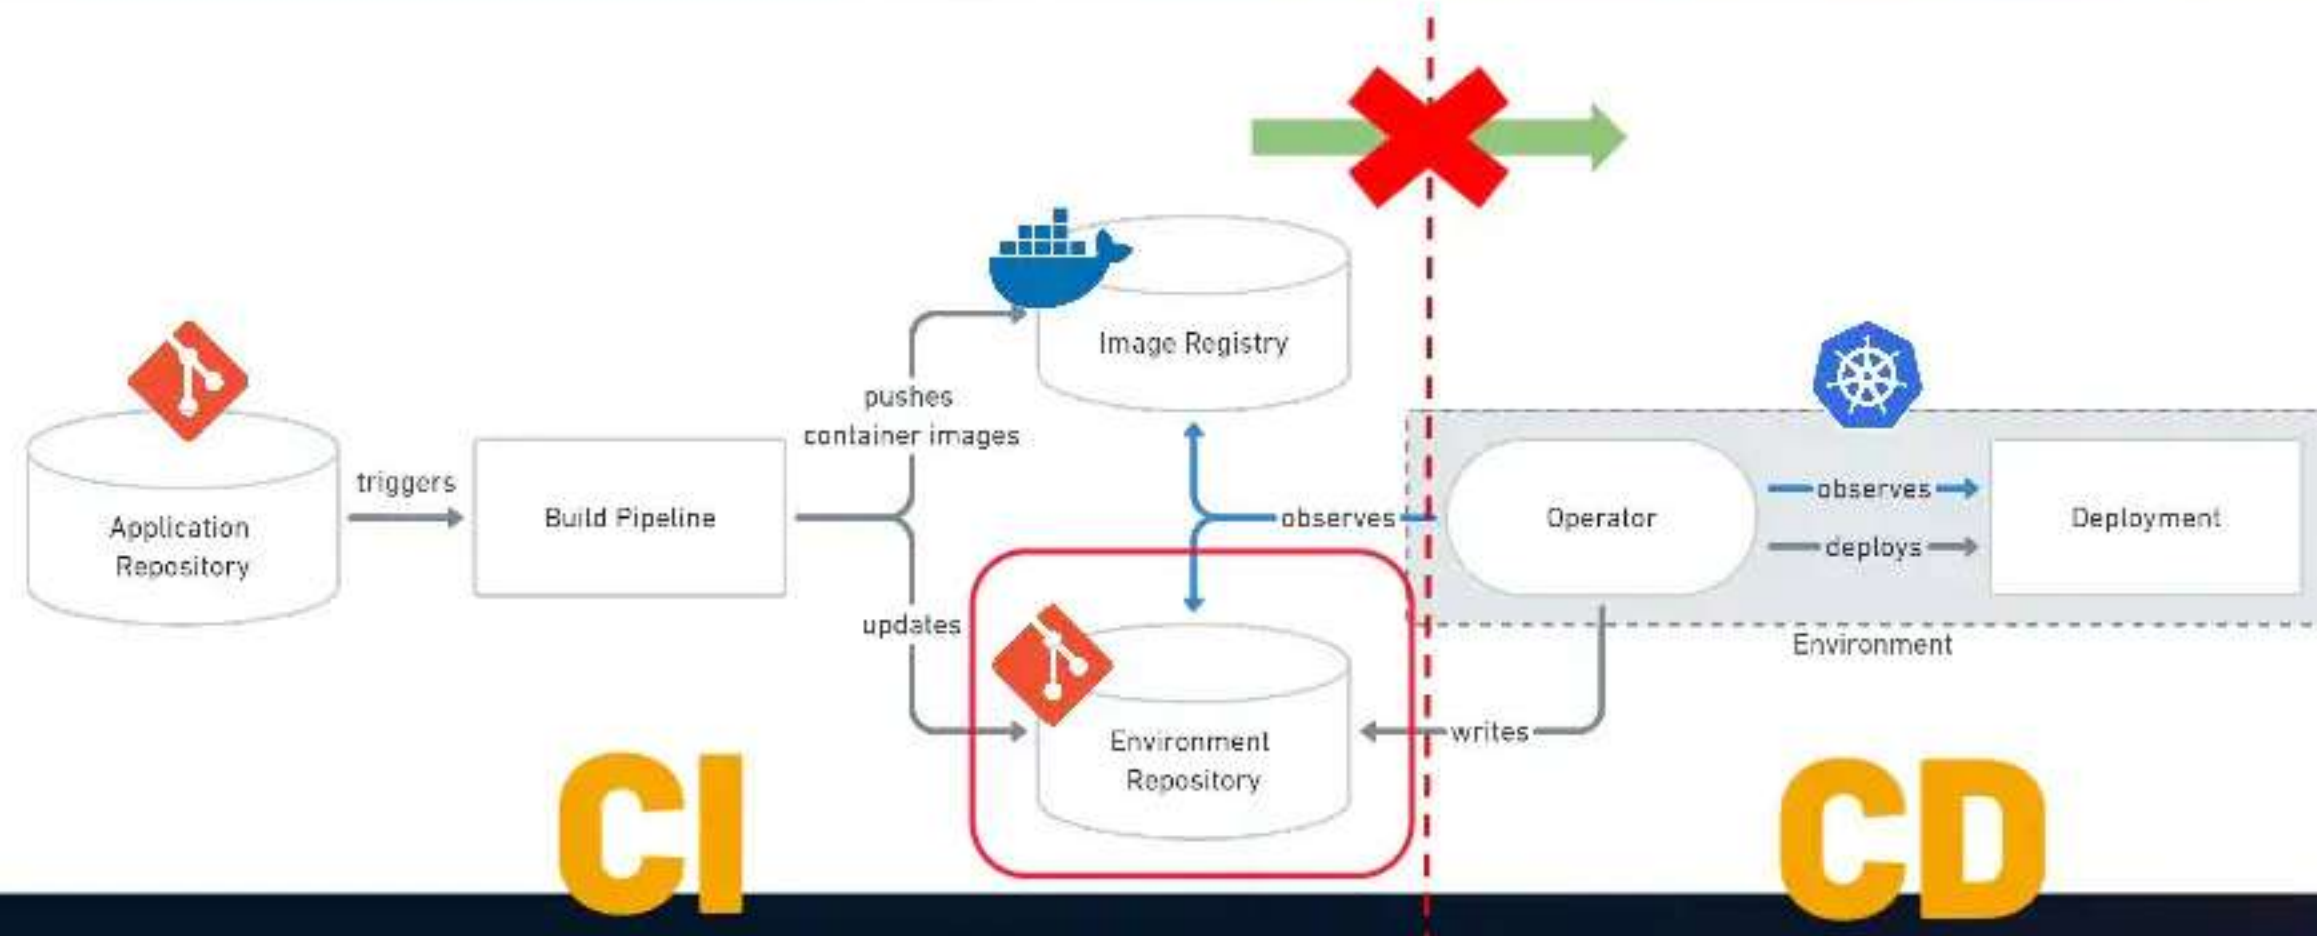 Application
Repository
triggers
Build Pipeline
pushes
container images
updates
Image Registry
observes
Environment
Repository
writes
Operator
observes
deploys
Deployment
Environment
CI
CD